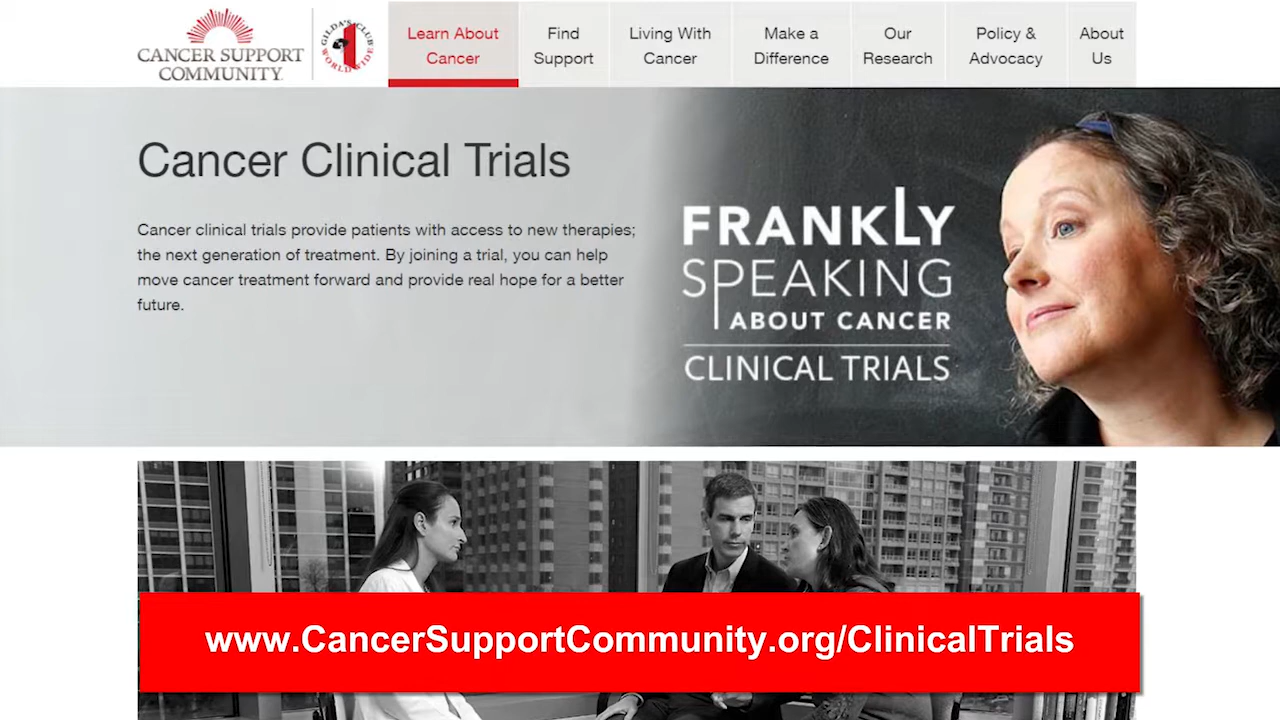 CANCER SUPPORT
COMMUNITY
GILDA'S CLUB
WORLDWIDE
Learn About
Cancer
Find
Support
Living With
Cancer
Make a
Difference
Our
Research
Policy &
Advocacy
About
Us
Cancer Clinical Trials
Cancer clinical trials provide patients with access to new therapies;
the next generation of treatment. By joining a trial, you can help
move cancer treatment forward and provide real hope for a better
future.
FRANKLY
SPEAKING
ABOUT CANCER
CLINICAL TRIALS
www.CancerSupportCommunity.org/ClinicalTrials